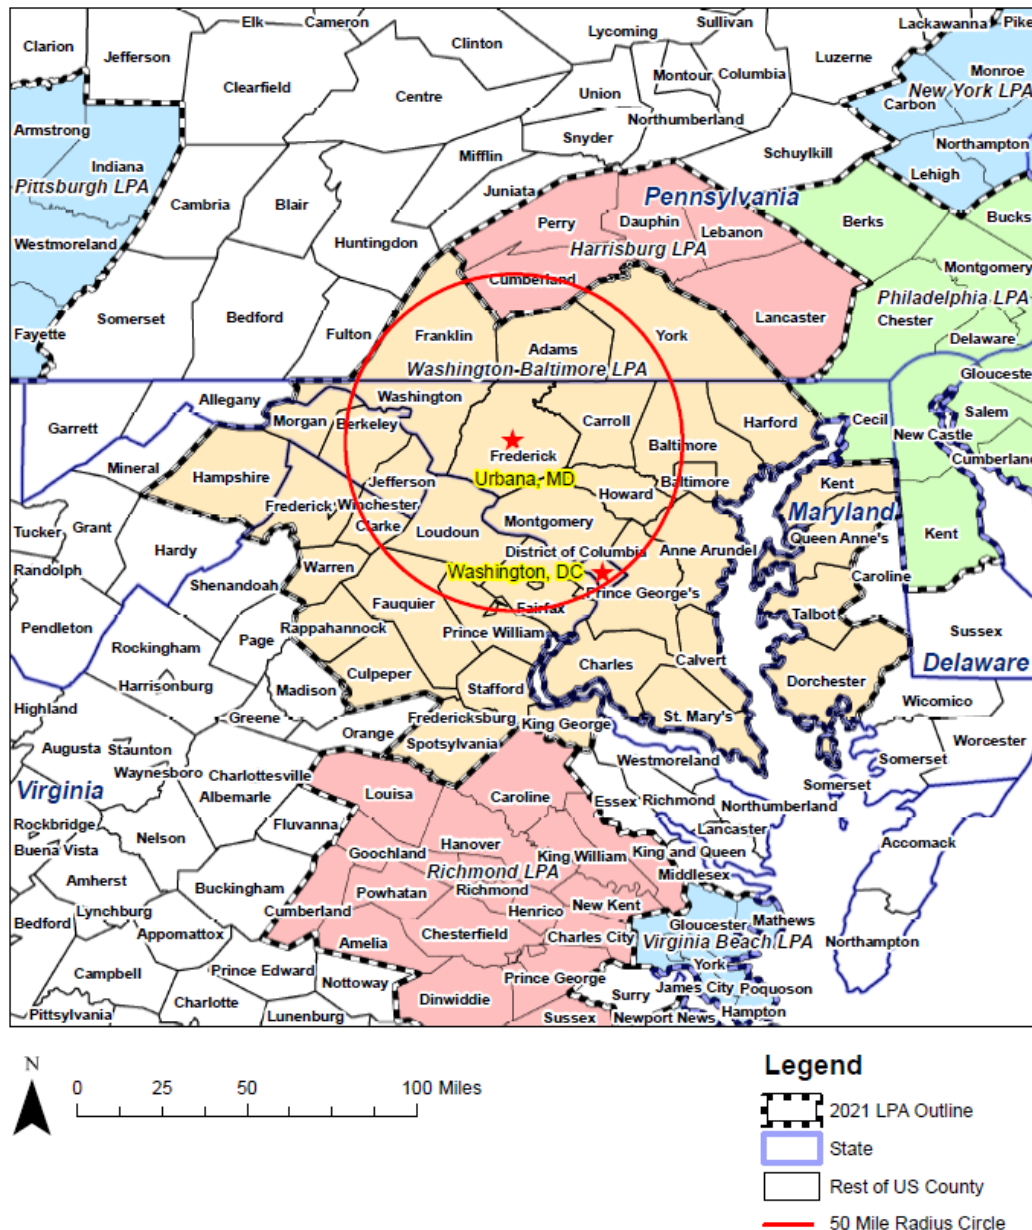 Elk
Cameron
Sullivan
Lackawanna
Pike
Clarion
Jefferson
Clinton
Lycoming
Luzerne
Clearfield
Centre
Montour
Columbia
Monroe
New York LPA
Union
Carbon
Armstrong
Northumberland
Snyder
Northampton
Indiana
Mifflin
Schuylkill
Lehigh
Pittsburgh LPA
Juniata
Pennsylvania
Cambria
Blair
Perry
Dauphin
Berks
Bucks
Lebanon
Westmoreland
Huntingdon
Harrisburg LPA
Montgomery
Cumberland
Philadelphia LPA
Somerset
Bedford
Lancaster
Chester
Fayette
Fulton
Franklin
York
Delaware
Adams
Washington-Baltimore LPA
Gloucester
Allegany
Washington
Garrett
Morgan
Berkeley
Carroll
Harford
Cecil
Salem
Baltimore
New Castle
Mineral
Frederick
Cumberland
Hampshire
Jefferson
Urbana, MD
Baltimore
Kent
Frederick
Winchester
Howard
Maryland
Tucker
Grant
Clarke
Loudoun
Montgomery
Queen Anne's
Kent
Hardy
District of Columbia
Anne Arundel
Randolph
Warren
Washington, DC
Caroline
Shenandoah
Prince George's
Fauquier
Fairfax
Talbot
Pendleton
Rappahannock
Prince William
Sussex
Page
Rockingham
Charles
Calvert
Delaware
Culpeper
Harrisonburg
Madison
Stafford
Dorchester
Wicomico
Highland
Greene
Fredericksburg
King George
St. Mary's
Orange
Spotsylvania
Worcester
Augusta
Staunton
Westmoreland
Somerset
Waynesboro
Charlottesville
Virginia
Albemarle
Louisa
Caroline
Essex
Richmond
Northumberland
Somerset
Rockbridge
Fluvanna
Nelson
Hanover
Lancaster
Buena Vista
Goochland
King William
King and Queen
Accomack
Richmond LPA
Middlesex
Amherst
Buckingham
Powhatan
Richmond
New Kent
Bedford
Lynchburg
Cumberland
Henrico
Gloucester
Mathews
Appomattox
Amelia
Chesterfield
Charles City
Virginia Beach LPA
Northampton
Campbell
Prince Edward
York
Nottoway
Prince George
James City
Poquoson
Charlotte
Dinwiddie
Surry
Pittsylvania
Lunenburg
Sussex
Newport News
Hampton
N
0 25 50 100 Miles
Legend
2021 LPA Outline
State
Rest of US County
50 Mile Radius Circle